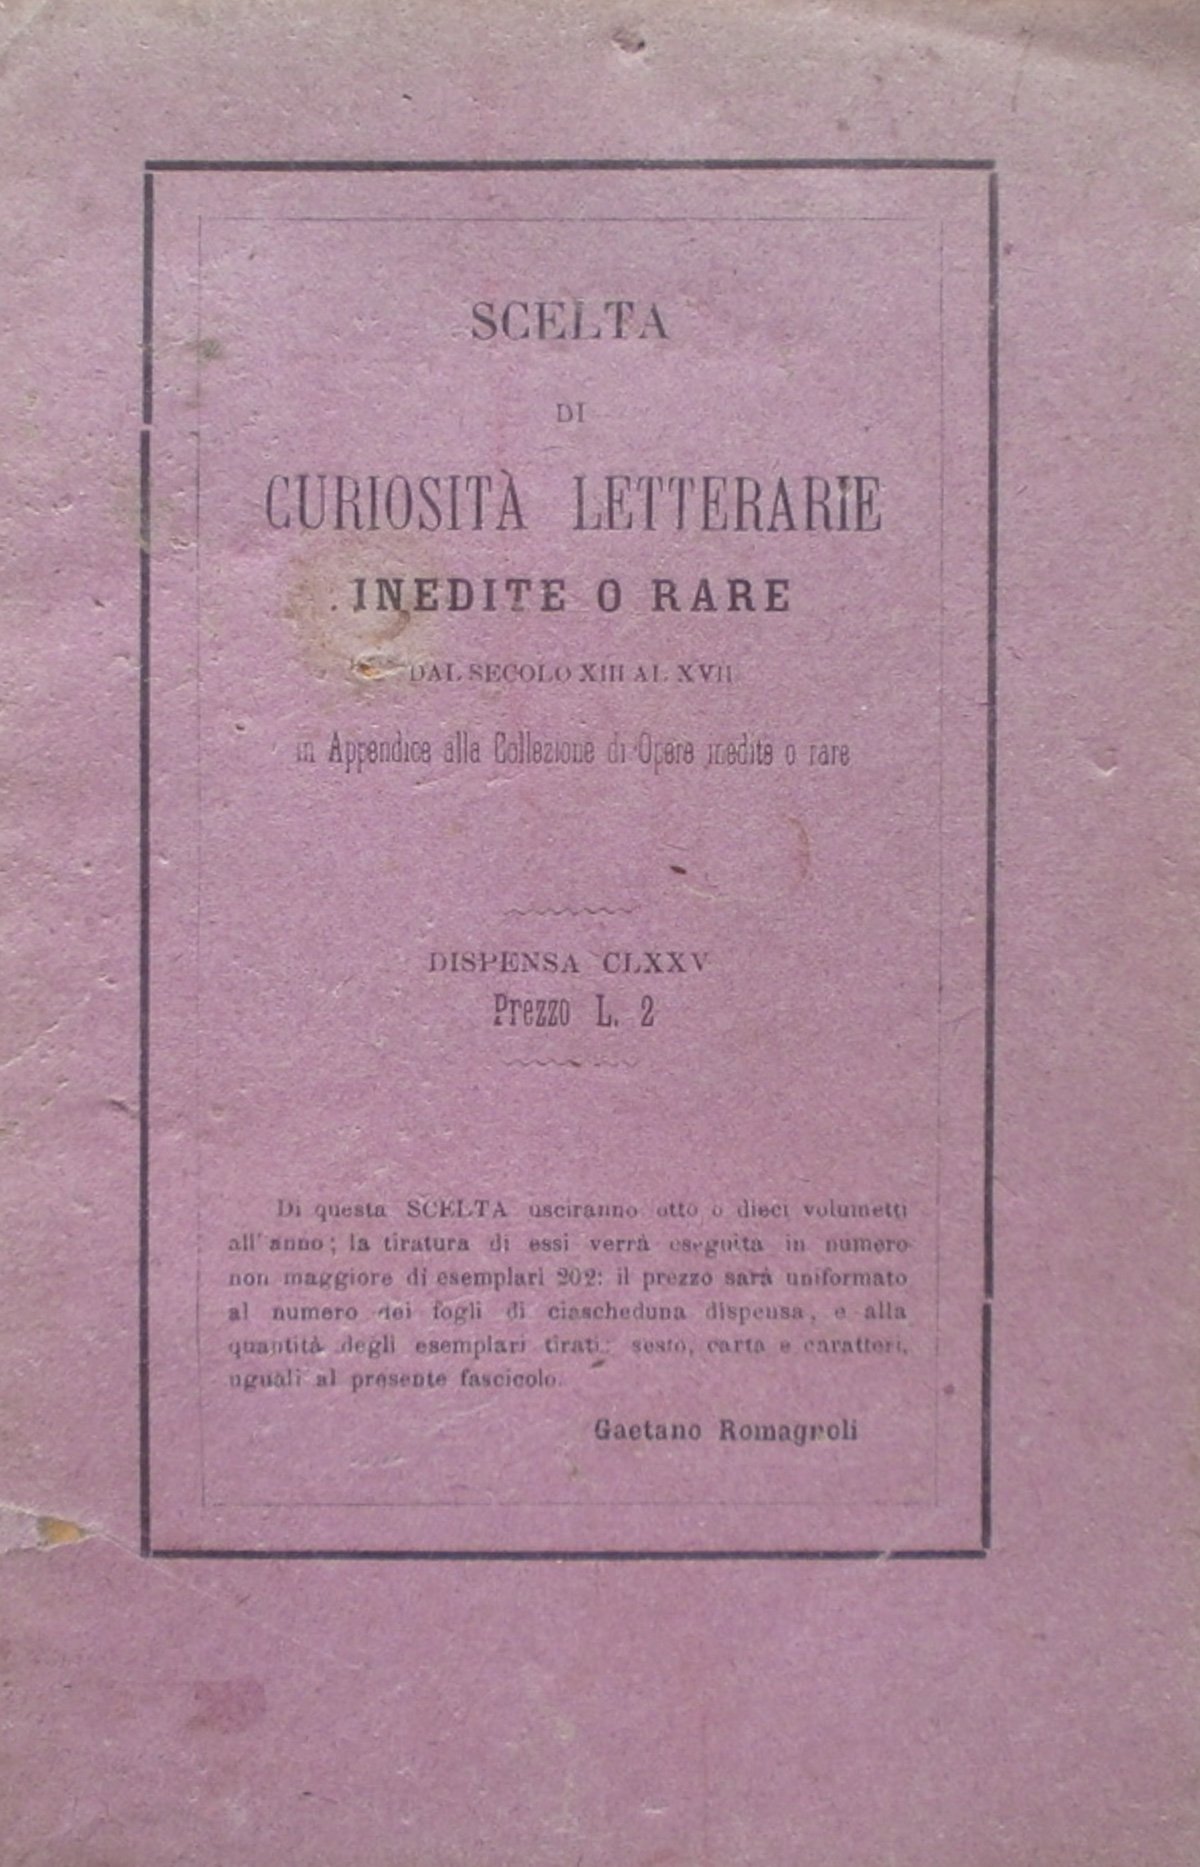 SCELTA
DI
CURIOSITÀ LETTERARIE
INEDITE O RARE
DAL SECOLO XIII AL XVII
in Appendice alla Collezione di Opere inedite o rare
DISPENSA CLXXV
Prezzo L. 2
Di questa SCELTA usciranno otto o dieci volumetti
all'anno; la tiratura di essi verrà eseguita in numero
non maggiore di esemplari 202: il prezzo sarà uniformato
al numero dei fogli di ciascheduna dispensa, e alla
quantità degli esemplari tirati: sesto, carta e caratteri,
uguali al presente fascicolo.
Gaetano Romagnoli